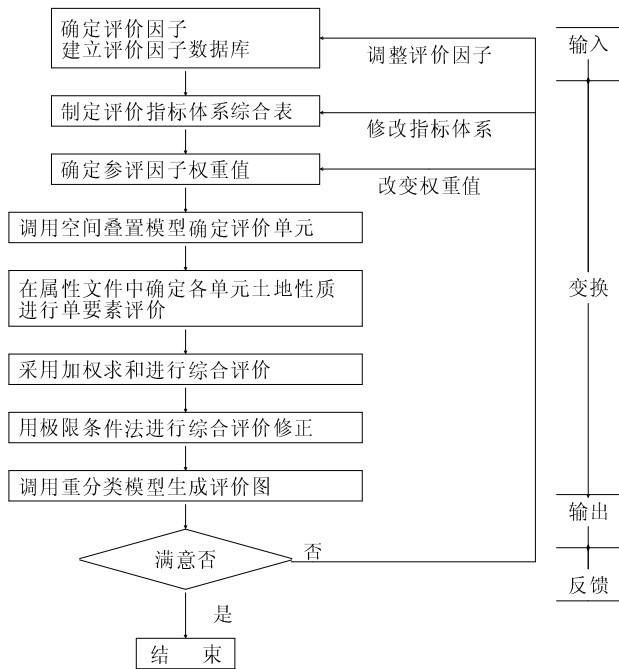 确定评价因子
建立评价因子数据库
输入
调整评价因子
制定评价指标体系综合表
修改指标体系
确定参评因子权重值
改变权重值
调用空间叠置模型确定评价单元
在属性文件中确定各单元土地性质
进行单要素评价
变换
采用加权求和进行综合评价
用极限条件法进行综合评价修正
调用重分类模型生成评价图
输出
满意否
否
反馈
是
结 束